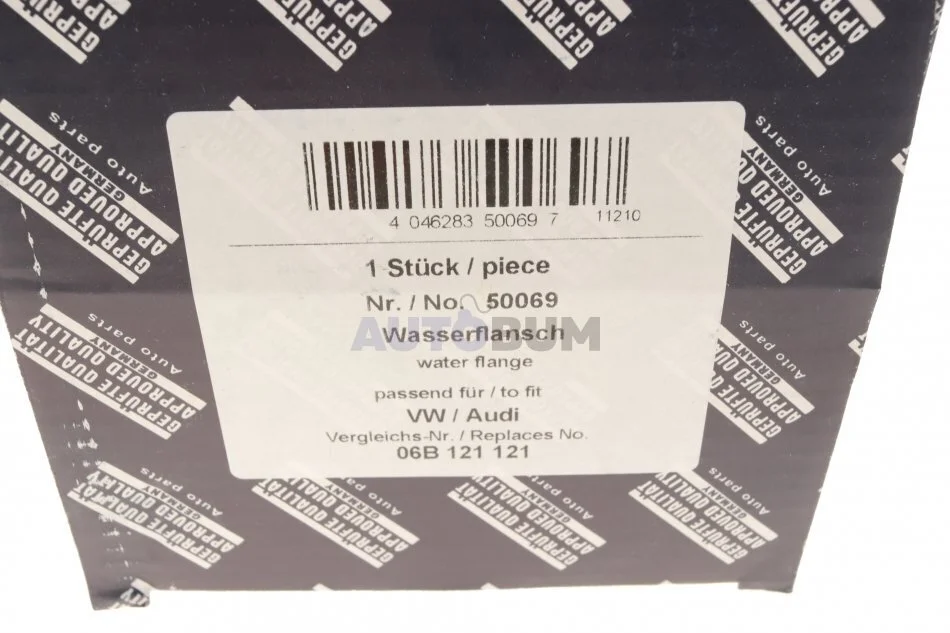 4 046283 50069 7 11210
1 Stück / piece
Nr. / No. 50069
Wasserflansch
AUTOBUM
water flange
passend für / to fit
VW / Audi
Vergleichs-Nr. / Replaces No.
06B 121 121
GEPRÜFTE QUALITÄT
APPROVED QUALITY
GERMANY
Auto parts